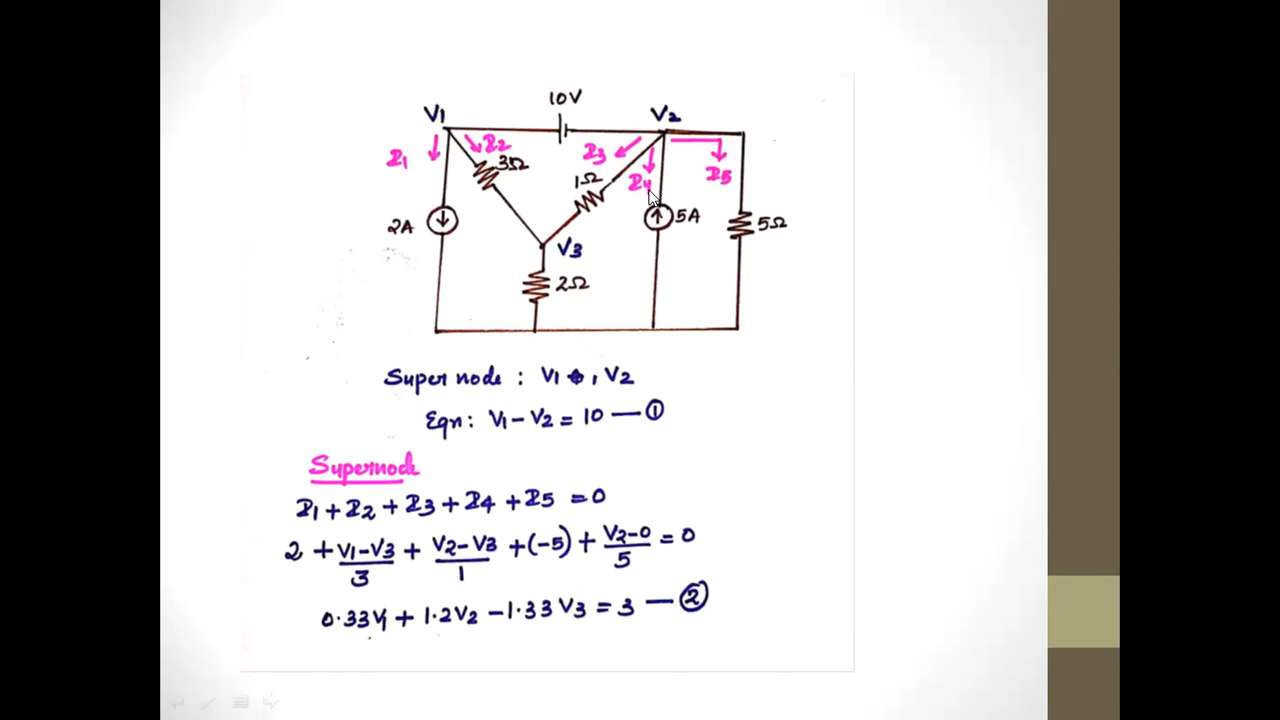 10V
V1
V2
I1
I2
3Ω
I3
1Ω
I4
I5
2A
5A
5Ω
V3
2Ω
Super node : V1 , V2
Eqn: V1 - V2 = 10 — ①
Supernode
I1 + I2 + I3 + I4 + I5 = 0
2 + (V1-V3)/3 + (V2-V3)/1 + (-5) + (V2-0)/5 = 0
0.33V1 + 1.2V2 - 1.33V3 = 3 — ②